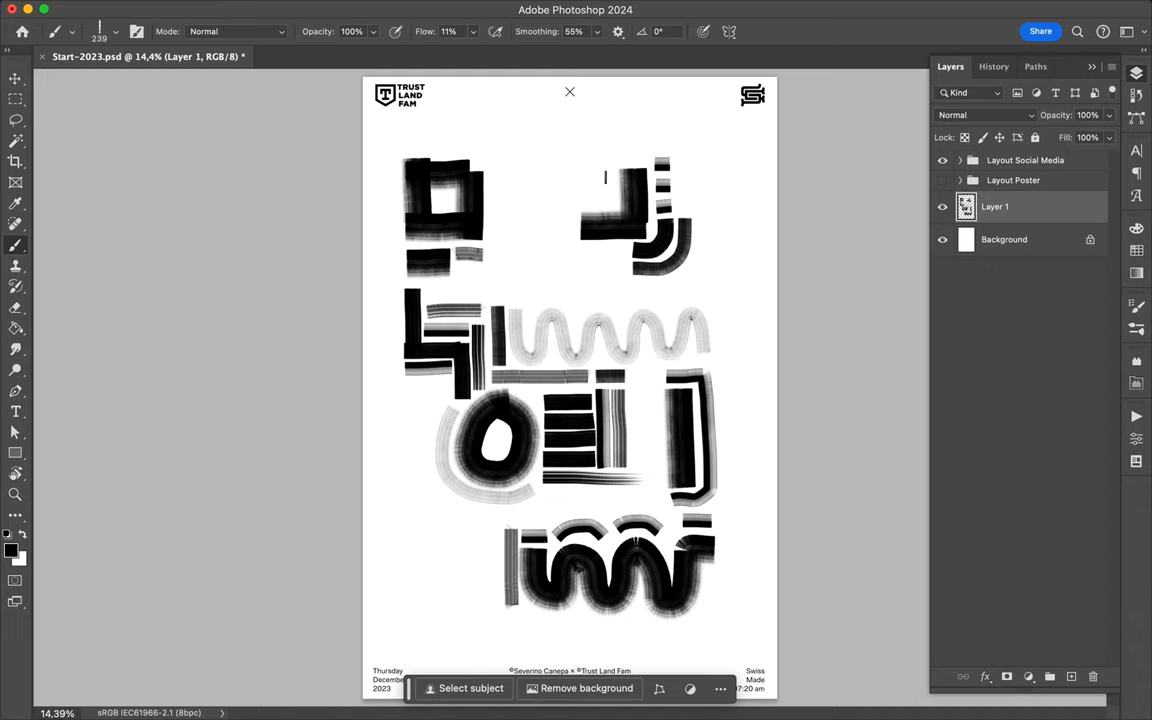 Adobe Photoshop 2024
239
Mode: Normal
Opacity: 100%
Flow: 11%
Smoothing: 55%
0°
Share
Start-2023.psd @ 14,4% (Layer 1, RGB/8) *
Layers
History
Paths
Kind
Normal
Opacity: 100%
Lock:
Fill: 100%
Layout Social Media
Layout Poster
Layer 1
Background
TRUST
LAND
FAM
Thursday
2023
©Severino Canepa × ©Trust Land Fam
Swiss
Made
07:20 am
Select subject
Remove background
14,39%
sRGB IEC61966-2.1 (8bpc)